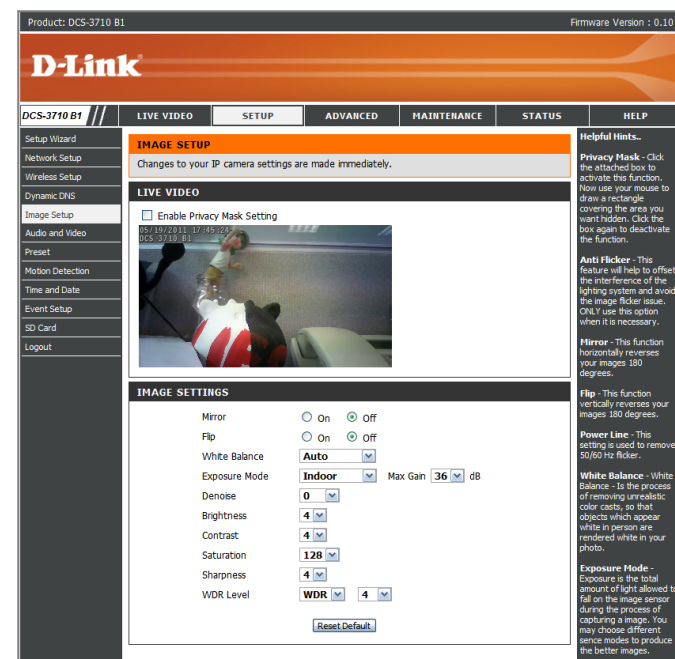 Product: DCS-3710 B1
Firmware Version : 0.10
D-Link
DCS-3710 B1 // LIVE VIDEO SETUP ADVANCED MAINTENANCE STATUS HELP
Setup Wizard
Network Setup
Wireless Setup
Dynamic DNS
Image Setup
Audio and Video
Preset
Motion Detection
Time and Date
Event Setup
SD Card
Logout
IMAGE SETUP
Changes to your IP camera settings are made immediately.
LIVE VIDEO
Enable Privacy Mask Setting
05/19/2011 17:45:24
DCS-3710 B1
IMAGE SETTINGS
Mirror On Off
Flip On Off
White Balance Auto
Exposure Mode Indoor Max Gain 36 dB
Denoise 0
Brightness 4
Contrast 4
Saturation 128
Sharpness 4
WDR Level WDR 4
Reset Default
Helpful Hints..
Privacy Mask - Click
the attached box to
activate this function.
Now use your mouse to
draw a rectangle
covering the area you
want hidden. Click the
box again to deactivate
the function.
Anti Flicker - This
feature will help to offset
the interference of the
lighting system and avoid
the image flicker issue.
ONLY use this option
when it is necessary.
Mirror - This function
horizontally reverses
your images 180
degrees.
Flip - This function
vertically reverses your
images 180 degrees.
Power Line - This
setting is used to remove
50/60 Hz flicker.
White Balance - White
Balance - Is the process
of removing unrealistic
color casts, so that
objects which appear
white in person are
rendered white in your
photo.
Exposure Mode -
Exposure is the total
amount of light allowed to
fall on the image sensor
during the process of
capturing a image. You
may choose different
sence modes to produce
the better images.